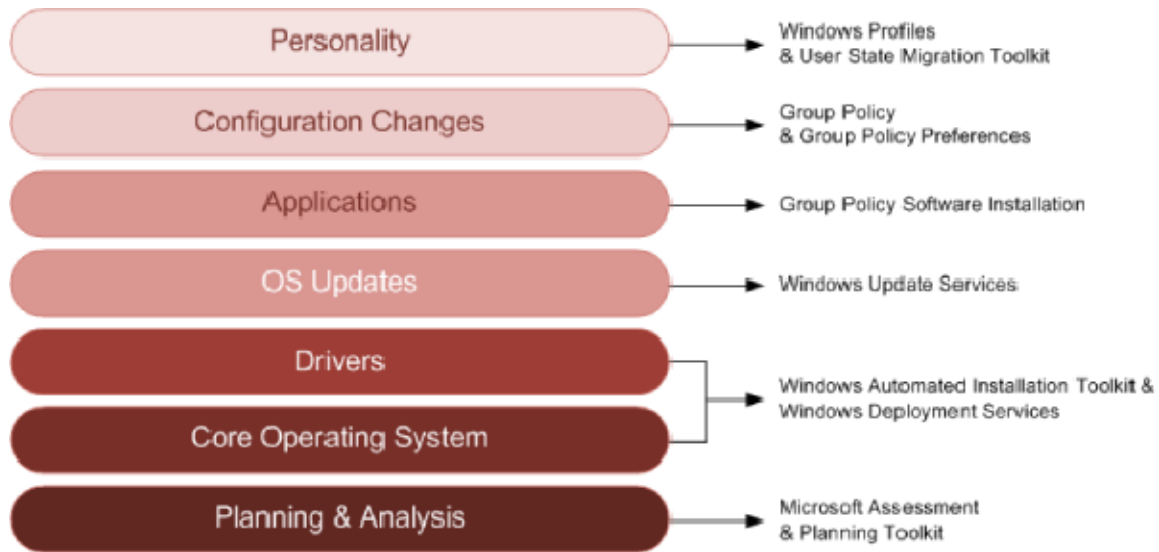 Personality
Windows Profiles
& User State Migration Toolkit
Configuration Changes
Group Policy
& Group Policy Preferences
Applications
Group Policy Software Installation
OS Updates
Windows Update Services
Drivers
Core Operating System
Windows Automated Installation Toolkit &
Windows Deployment Services
Planning & Analysis
Microsoft Assessment
& Planning Toolkit